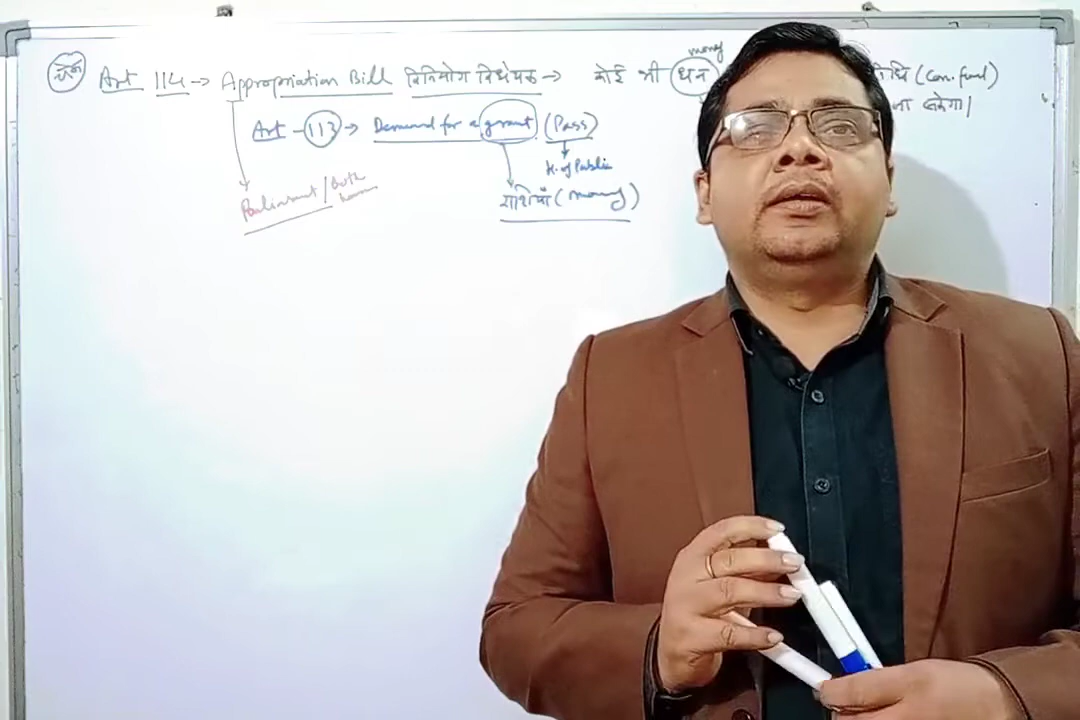 Art 114 → Appropriation Bill विनियोग विधेयक → कोई भी धन निधि (Con. fund)
money
ना करेगा।
Art - 113 → Demand for a grant (Pass)
H. of Public
Parliament / Both
राशियाँ (money)